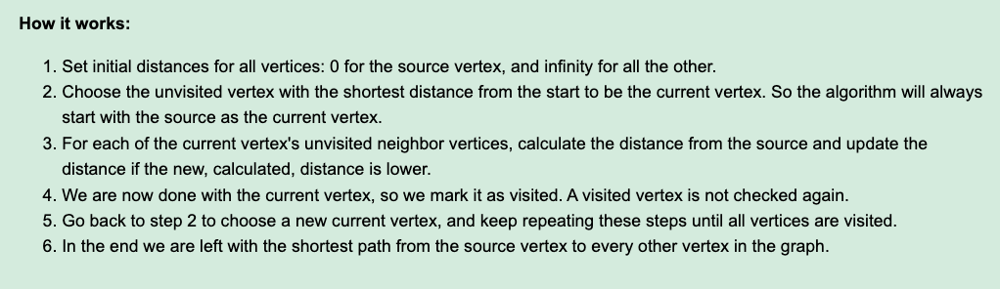 How it works:
1. Set initial distances for all vertices: 0 for the source vertex, and infinity for all the other.
2. Choose the unvisited vertex with the shortest distance from the start to be the current vertex. So the algorithm will always
start with the source as the current vertex.
3. For each of the current vertex's unvisited neighbor vertices, calculate the distance from the source and update the
distance if the new, calculated, distance is lower.
4. We are now done with the current vertex, so we mark it as visited. A visited vertex is not checked again.
5. Go back to step 2 to choose a new current vertex, and keep repeating these steps until all vertices are visited.
6. In the end we are left with the shortest path from the source vertex to every other vertex in the graph.